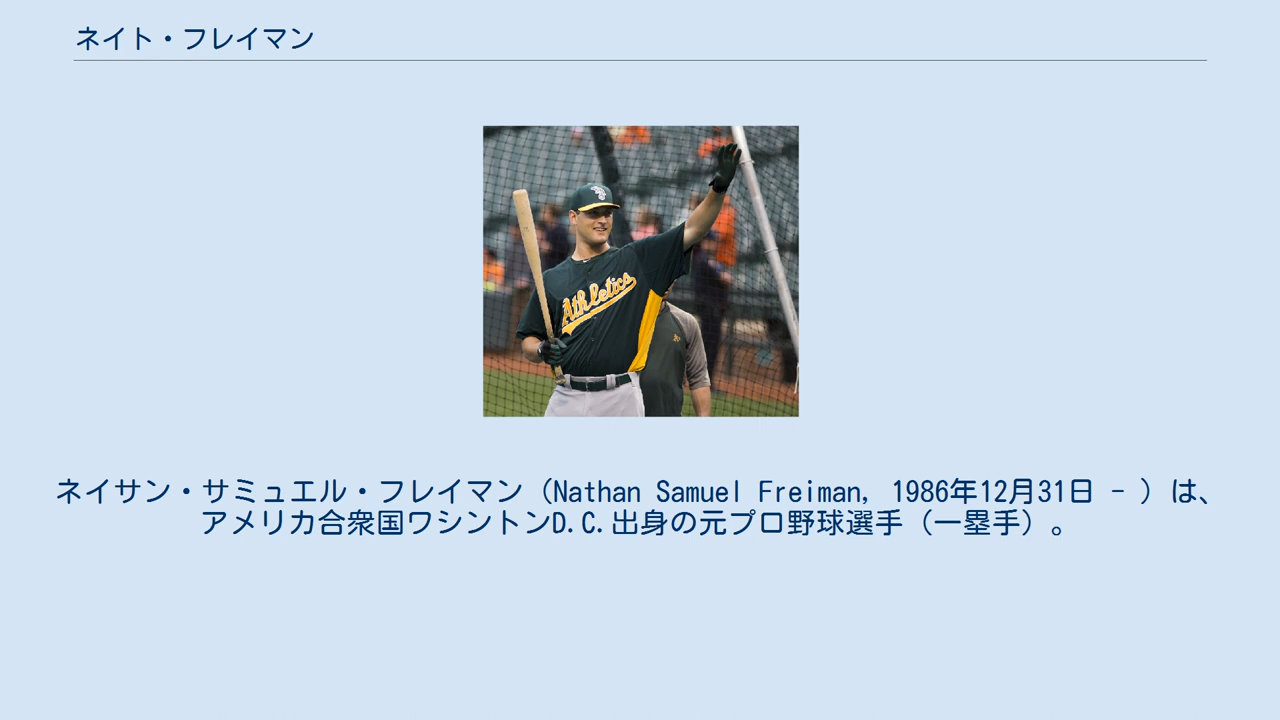 ネイト・フレイマン
Athletics
ネイサン・サミュエル・フレイマン（Nathan Samuel Freiman, 1986年12月31日 - ）は、
アメリカ合衆国ワシントンD.C.出身の元プロ野球選手（一塁手）。